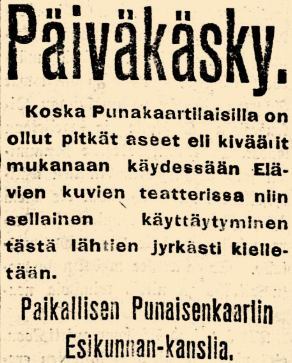 Päiväkäsky.
Koska Punakaartilaisilla on
ollut pitkät aseet eli kiväärit
mukanaan käydessään Elä-
vien kuvien teatterissa niin
sellainen käyttäytyminen
tästä lähtien jyrkästi kielle-
tään.
Paikallisen Punaisenkaartin
Esikunnan-kanslia.